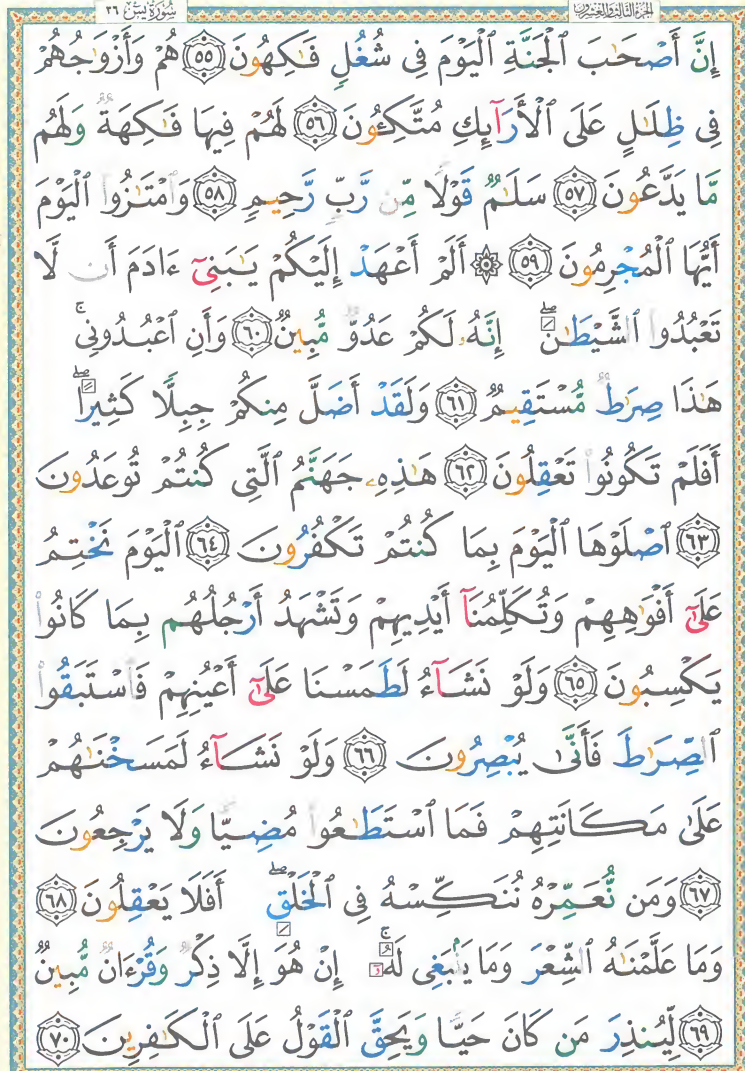 سُورَةُ يسٓ ٣٦ الجزء الثالث والعشرون
إِنَّ أَصْحَٰبَ ٱلْجَنَّةِ ٱلْيَوْمَ فِى شُغُلٍ فَٰكِهُونَ ٥٥ هُمْ وَأَزْوَٰجُهُمْ
فِى ظِلَٰلٍ عَلَى ٱلْأَرَآئِكِ مُتَّكِـُٔونَ ٥٦ لَهُمْ فِيهَا فَٰكِهَةٌ وَلَهُم
مَّا يَدَّعُونَ ٥٧ سَلَٰمٌ قَوْلًا مِّن رَّبٍّ رَّحِيمٍ ٥٨ وَٱمْتَٰزُوا۟ ٱلْيَوْمَ
أَيُّهَا ٱلْمُجْرِمُونَ ٥٩ ۞ أَلَمْ أَعْهَدْ إِلَيْكُمْ يَٰبَنِىٓ ءَادَمَ أَن لَّا
تَعْبُدُوا۟ ٱلشَّيْطَٰنَ ۖ إِنَّهُۥ لَكُمْ عَدُوٌّ مُّبِينٌ ٦٠ وَأَنِ ٱعْبُدُونِى ۚ
هَٰذَا صِرَٰطٌ مُّسْتَقِيمٌ ٦١ وَلَقَدْ أَضَلَّ مِنكُمْ جِبِلًّا كَثِيرًا ۖ
أَفَلَمْ تَكُونُوا۟ تَعْقِلُونَ ٦٢ هَٰذِهِۦ جَهَنَّمُ ٱلَّتِى كُنتُمْ تُوعَدُونَ
٦٣ ٱصْلَوْهَا ٱلْيَوْمَ بِمَا كُنتُمْ تَكْفُرُونَ ٦٤ ٱلْيَوْمَ نَخْتِمُ
عَلَىٰٓ أَفْوَٰهِهِمْ وَتُكَلِّمُنَآ أَيْدِيهِمْ وَتَشْهَدُ أَرْجُلُهُم بِمَا كَانُوا۟
يَكْسِبُونَ ٦٥ وَلَوْ نَشَآءُ لَطَمَسْنَا عَلَىٰٓ أَعْيُنِهِمْ فَٱسْتَبَقُوا۟
ٱلصِّرَٰطَ فَأَنَّىٰ يُبْصِرُونَ ٦٦ وَلَوْ نَشَآءُ لَمَسَخْنَٰهُمْ
عَلَىٰ مَكَانَتِهِمْ فَمَا ٱسْتَطَٰعُوا۟ مُضِيًّا وَلَا يَرْجِعُونَ
٦٧ وَمَن نُّعَمِّرْهُ نُنَكِّسْهُ فِى ٱلْخَلْقِ ۖ أَفَلَا يَعْقِلُونَ ٦٨
وَمَا عَلَّمْنَٰهُ ٱلشِّعْرَ وَمَا يَنۢبَغِى لَهُۥٓ ۚ إِنْ هُوَ إِلَّا ذِكْرٌ وَقُرْءَانٌ مُّبِينٌ
٦٩ لِّيُنذِرَ مَن كَانَ حَيًّا وَيَحِقَّ ٱلْقَوْلُ عَلَى ٱلْكَٰفِرِينَ ٧٠